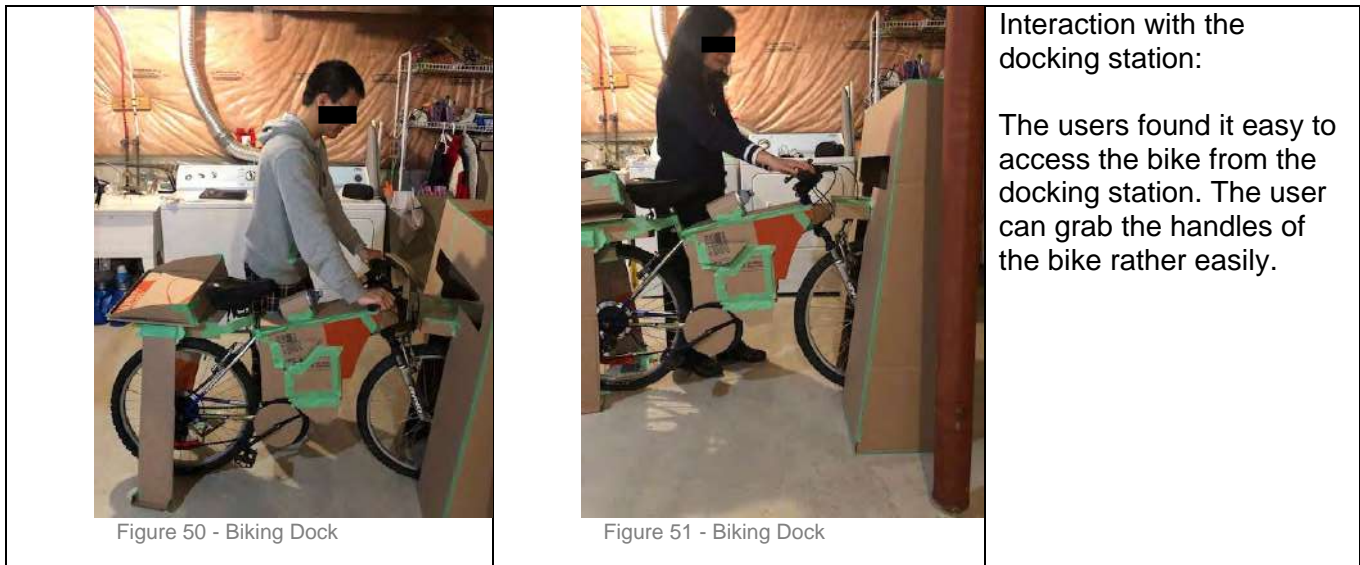 Interaction with the
docking station:
The users found it easy to
access the bike from the
docking station. The user
can grab the handles of
the bike rather easily.
Figure 50 - Biking Dock
Figure 51 - Biking Dock